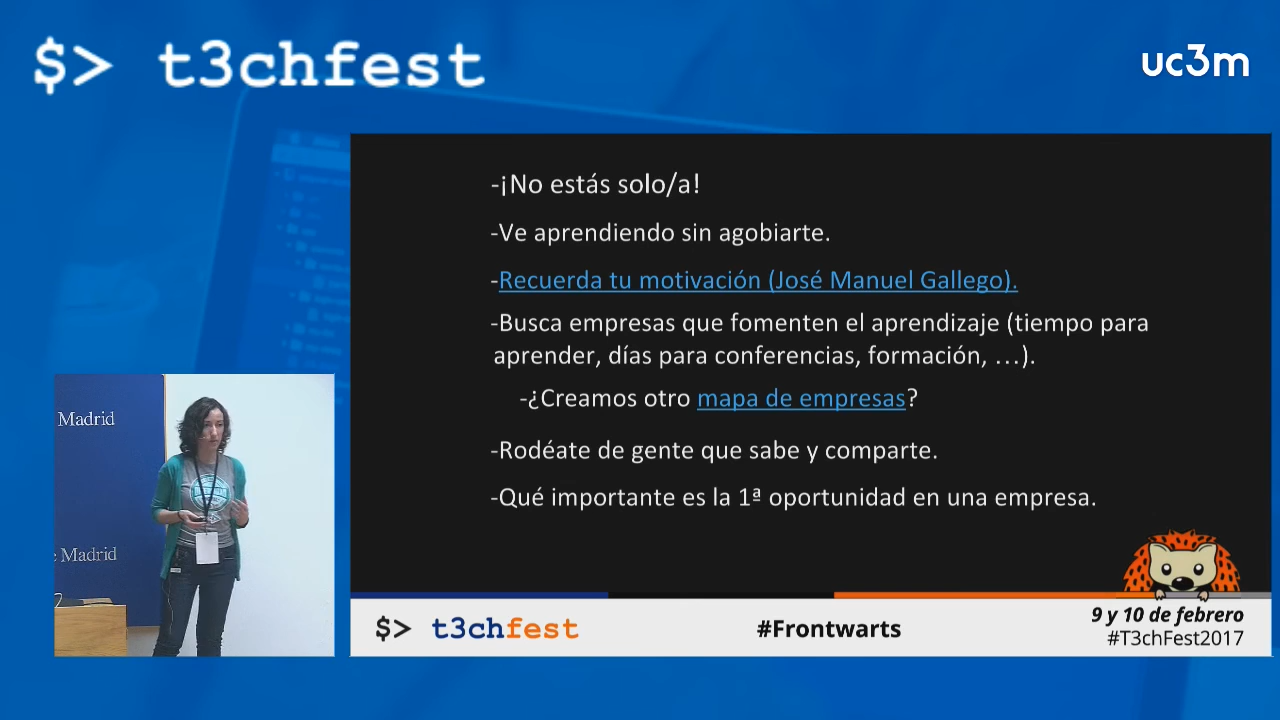 $> t3chfest
uc3m
-¡No estás solo/a!
-Ve aprendiendo sin agobiarte.
-Recuerda tu motivación (José Manuel Gallego).
-Busca empresas que fomenten el aprendizaje (tiempo para
aprender, días para conferencias, formación, ...).
-¿Creamos otro mapa de empresas?
-Rodéate de gente que sabe y comparte.
-Qué importante es la 1ª oportunidad en una empresa.
Madrid
Madrid
$> t3chfest
#Frontwarts
9 y 10 de febrero
#T3chFest2017